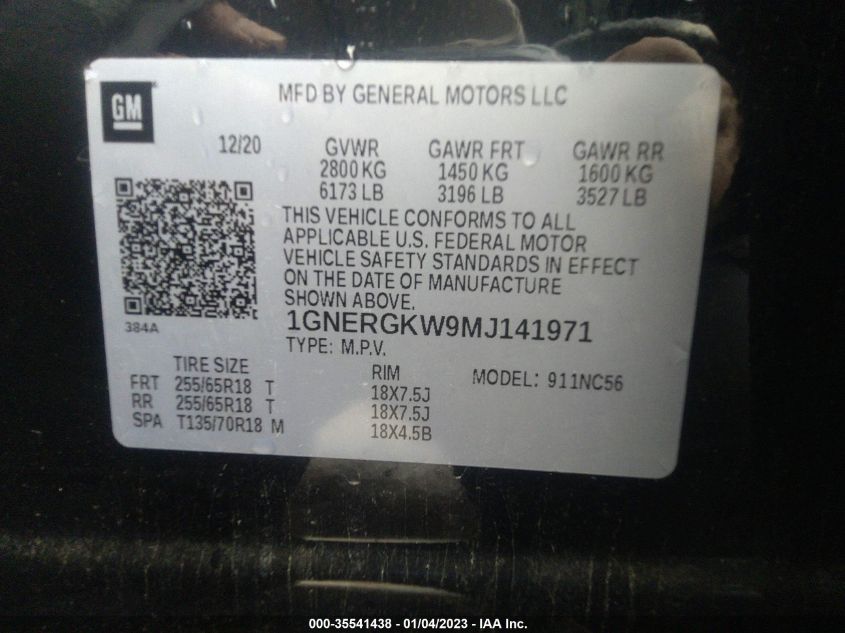 GM
MFD BY GENERAL MOTORS LLC
12/20
GVWR GAWR FRT GAWR RR
2800 KG 1450 KG 1600 KG
6173 LB 3196 LB 3527 LB
THIS VEHICLE CONFORMS TO ALL
APPLICABLE U.S. FEDERAL MOTOR
VEHICLE SAFETY STANDARDS IN EFFECT
ON THE DATE OF MANUFACTURE
SHOWN ABOVE.
384A
1GNERGKW9MJ141971
TYPE: M.P.V.
TIRE SIZE RIM MODEL: 911NC56
FRT 255/65R18 T 18X7.5J
RR 255/65R18 T 18X7.5J
SPA T135/70R18 M 18X4.5B
000-35541438 - 01/04/2023 - IAA Inc.